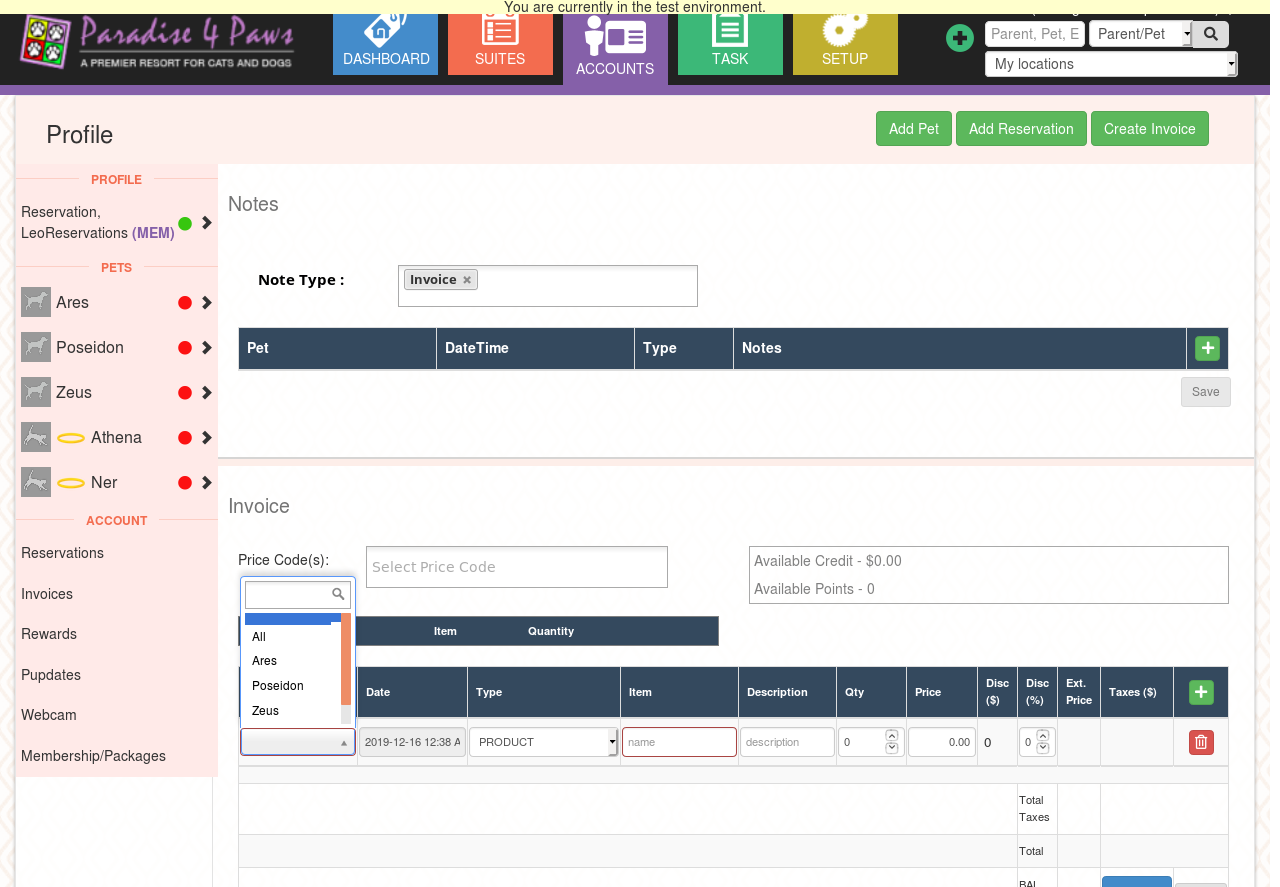 You are currently in the test environment.
Paradise 4 Paws
A PREMIER RESORT FOR CATS AND DOGS
DASHBOARD
SUITES
ACCOUNTS
TASK
SETUP
Parent, Pet, E
Parent/Pet
My locations
Profile
Add Pet
Add Reservation
Create Invoice
PROFILE
Reservation,
LeoReservations (MEM)
PETS
Ares
Poseidon
Zeus
Athena
Ner
ACCOUNT
Reservations
Invoices
Rewards
Pupdates
Webcam
Membership/Packages
Notes
Note Type :
Invoice ×
Pet DateTime Type Notes
Save
Invoice
Price Code(s):
Select Price Code
Available Credit - $0.00
Available Points - 0
Item Quantity
All
Ares
Poseidon
Zeus
Date Type Item Description Qty Price Disc ($) Disc (%) Ext. Price Taxes ($)
2019-12-16 12:38 A PRODUCT name description 0 0.00 0 0
Total
Taxes
Total
BAL